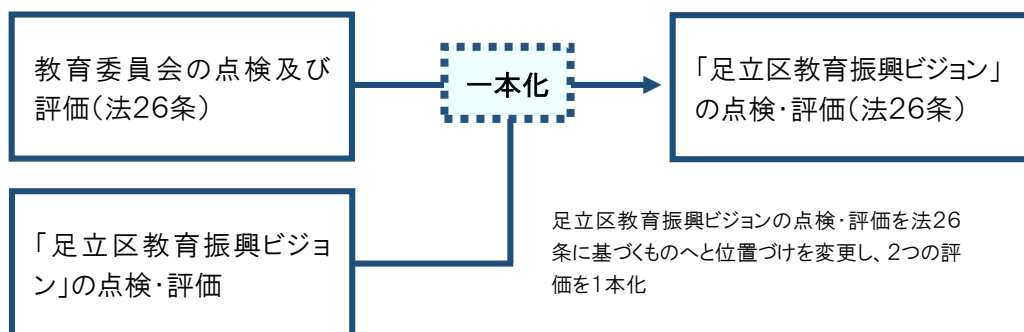 教育委員会の点検及び
評価(法26条)
一本化
「足立区教育振興ビジョン」
の点検・評価(法26条)
「足立区教育振興ビジョ
ン」の点検・評価
足立区教育振興ビジョンの点検・評価を法26
条に基づくものへと位置づけを変更し、2つの評
価を1本化